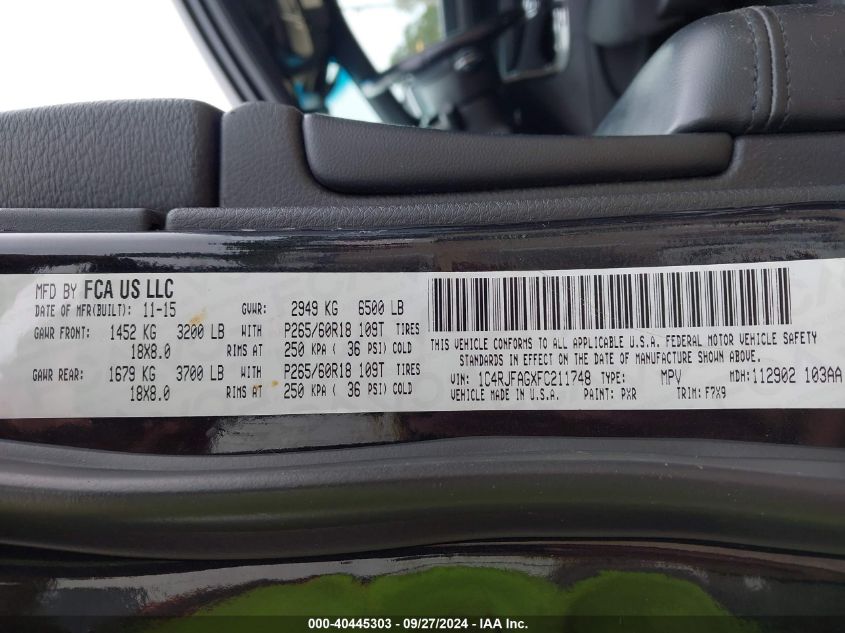 MFD BY FCA US LLC
DATE OF MFR(BUILT): 11-15 GVWR: 2949 KG 6500 LB
GAWR FRONT: 1452 KG 3200 LB WITH P265/60R18 109T TIRES
18X8.0 RIMS AT 250 KPA ( 36 PSI) COLD
GAWR REAR: 1679 KG 3700 LB WITH P265/60R18 109T TIRES
18X8.0 RIMS AT 250 KPA ( 36 PSI) COLD
THIS VEHICLE CONFORMS TO ALL APPLICABLE U.S.A. FEDERAL MOTOR VEHICLE SAFETY
STANDARDS IN EFFECT ON THE DATE OF MANUFACTURE SHOWN ABOVE.
VIN: 1C4RJFAGXFC211748 TYPE: MPV MDH: 112902 103AA
VEHICLE MADE IN U.S.A. PAINT: PXR TRIM: F7X9
000-40445303 - 09/27/2024 - IAA Inc.